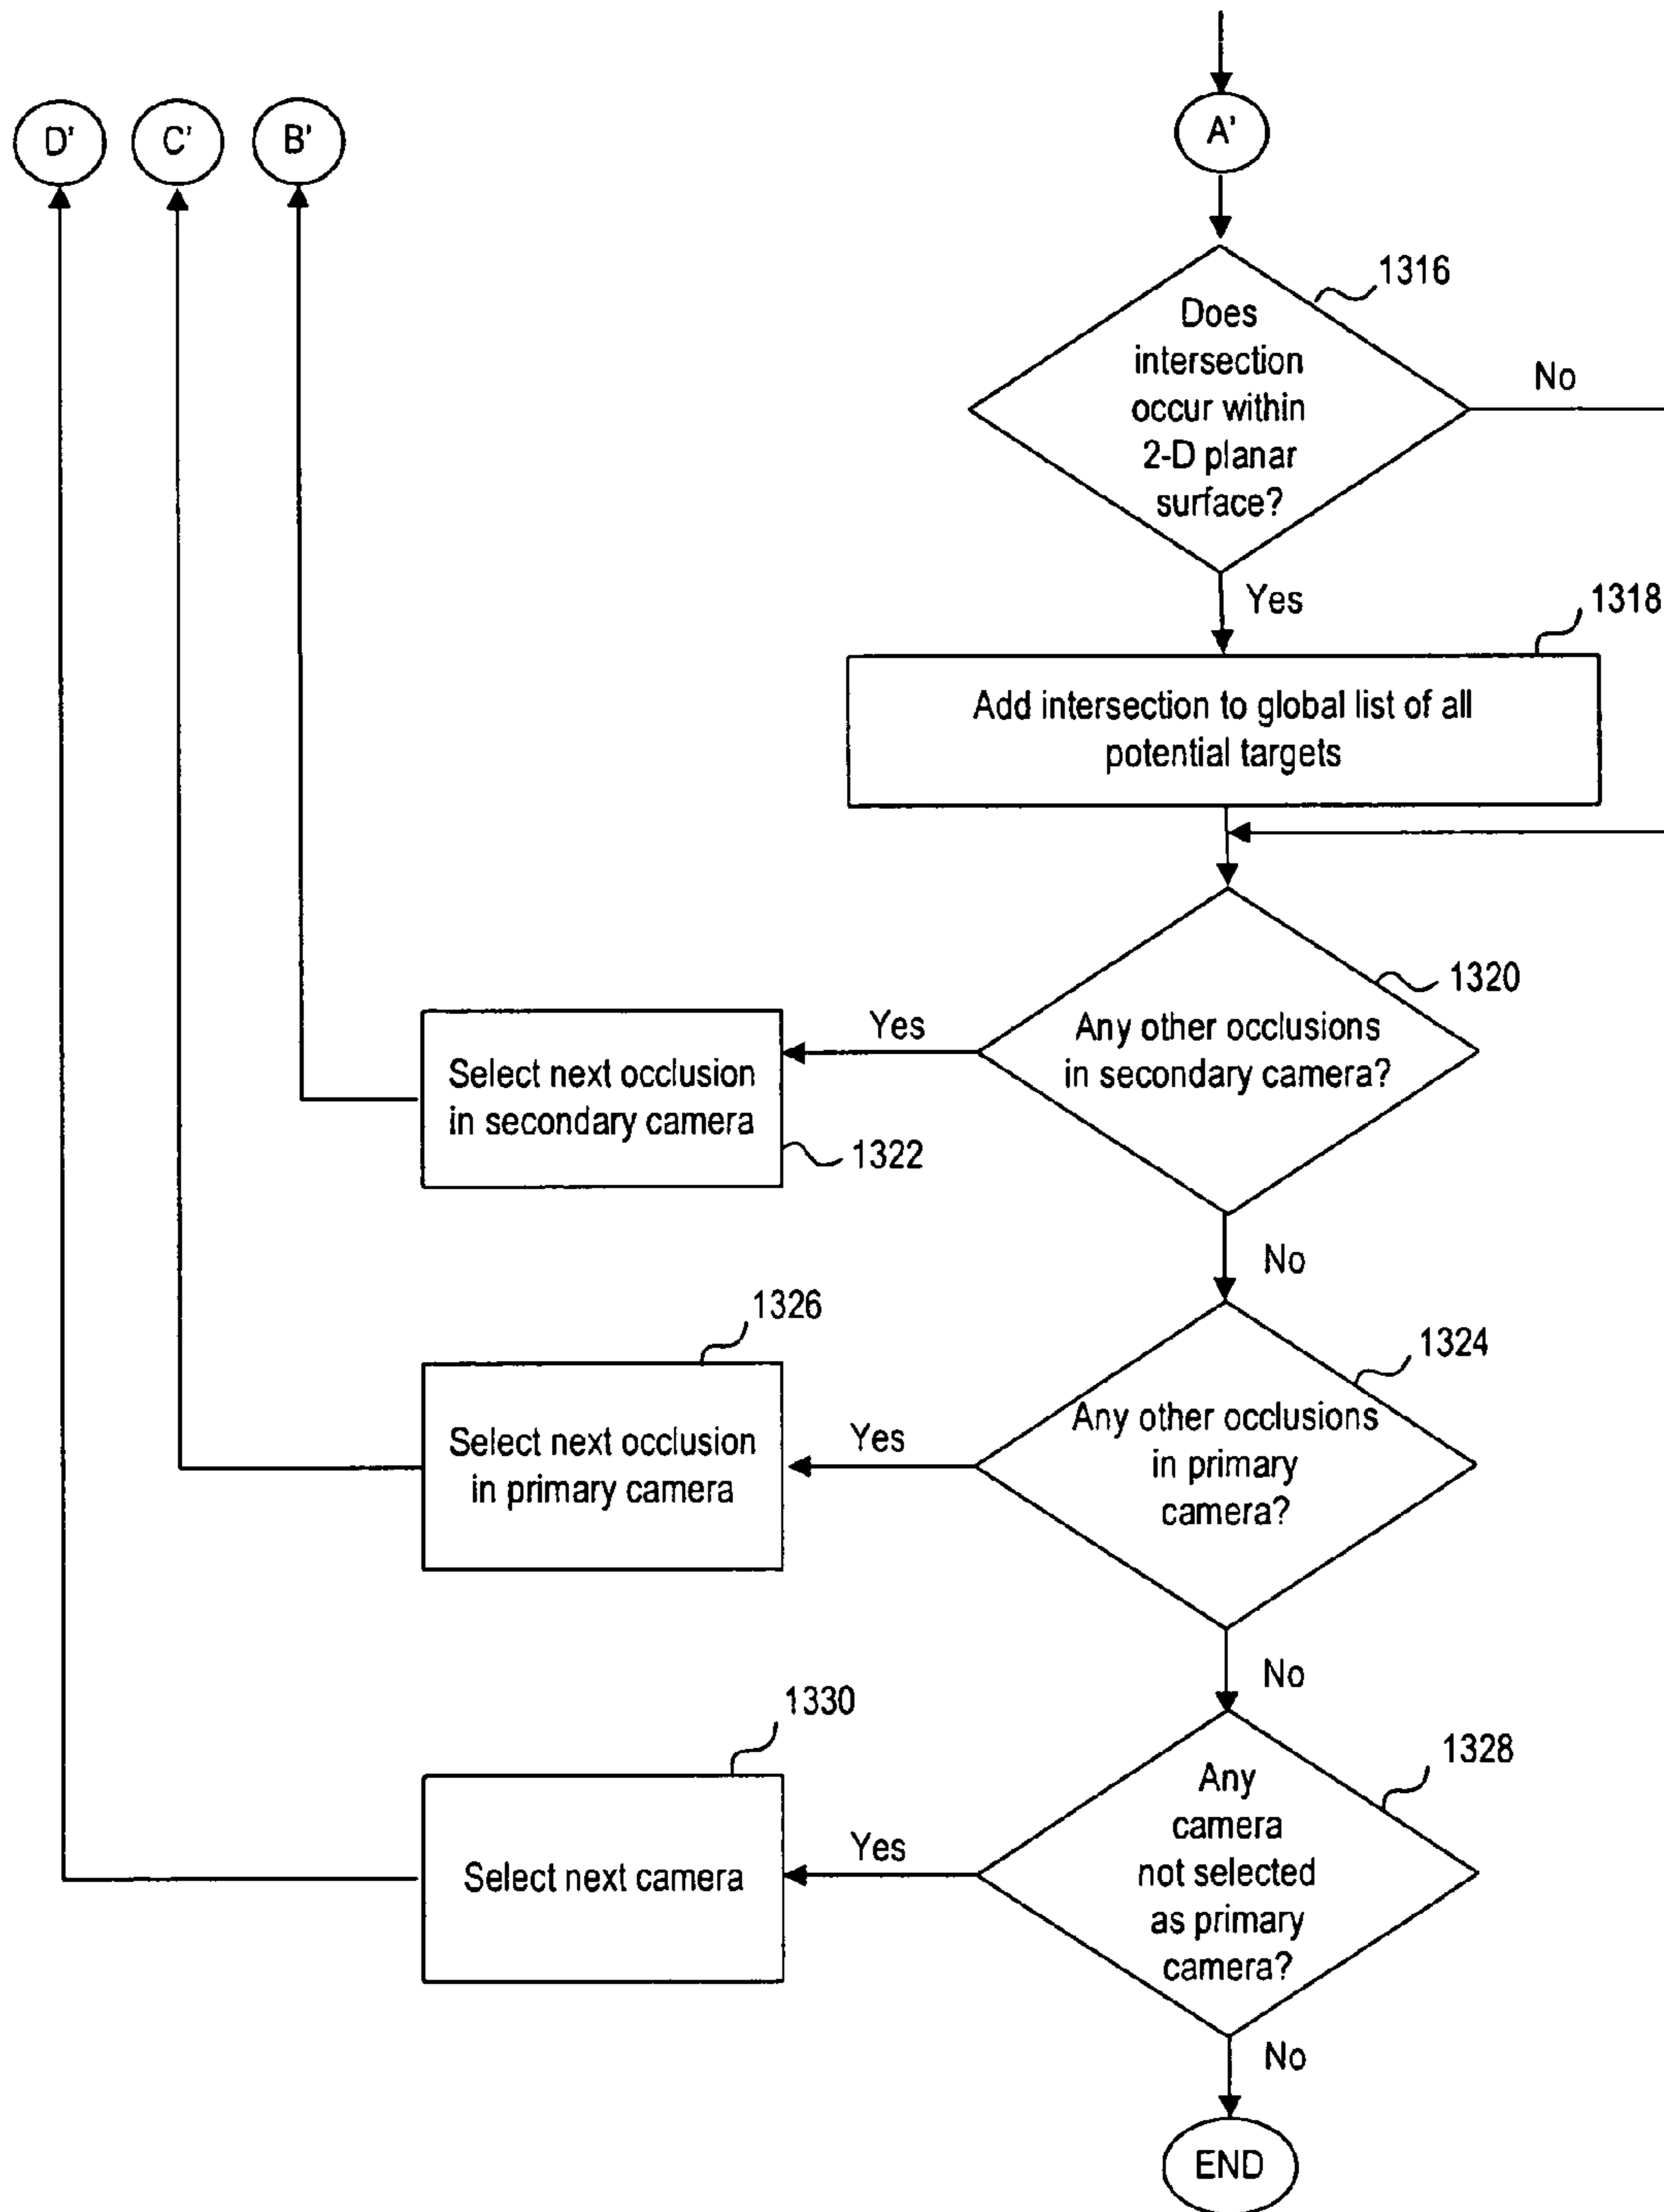 D'
C'
B'
A'
1316
Does
intersection
occur within
2-D planar
surface?
No
Yes
1318
Add intersection to global list of all
potential targets
1320
Any other occlusions
in secondary camera?
Yes
Select next occlusion
in secondary camera
1322
No
1326
1324
Any other occlusions
in primary
camera?
Yes
Select next occlusion
in primary camera
No
1330
1328
Any
camera
not selected
as primary
camera?
Yes
Select next camera
No
END